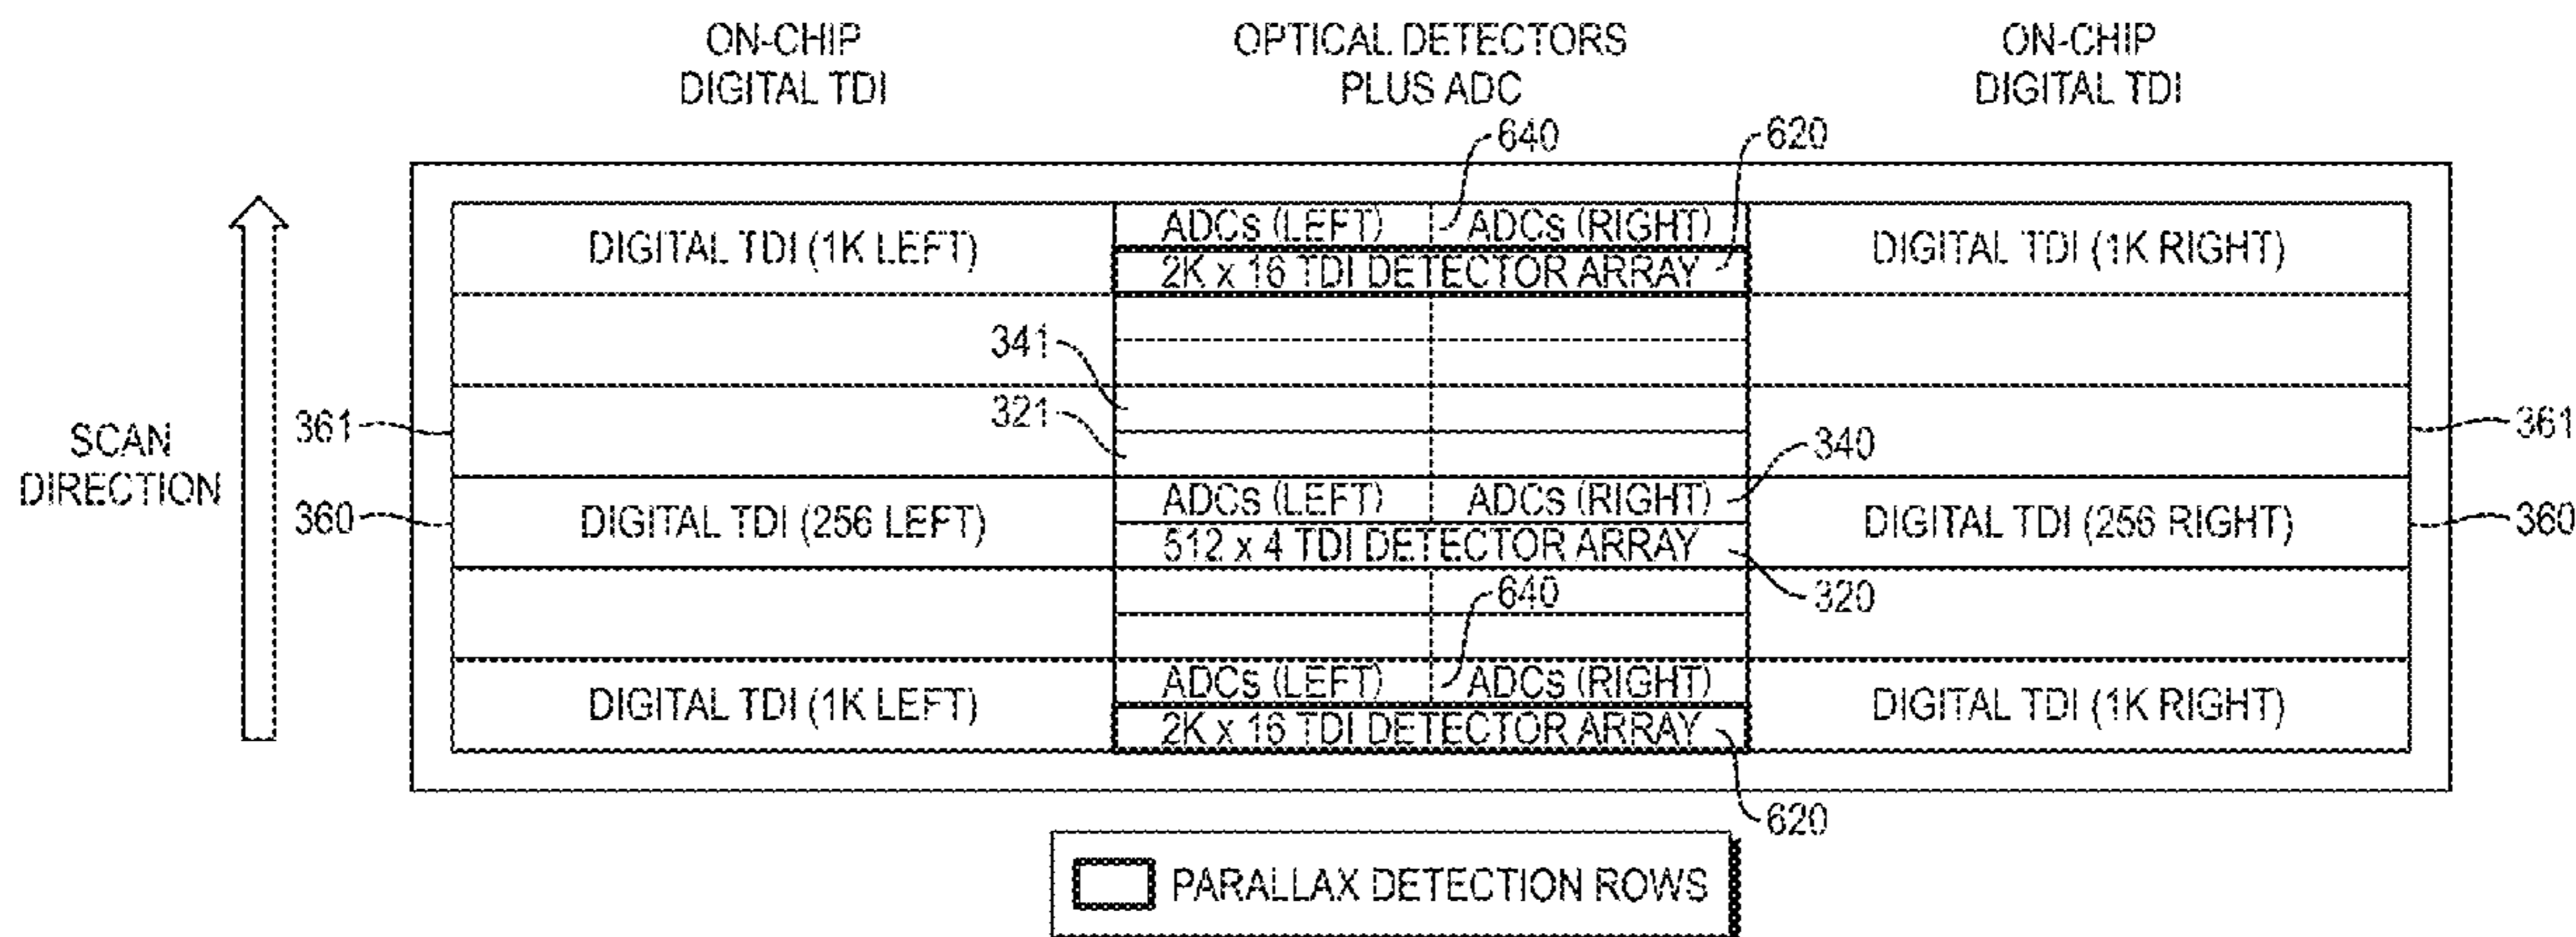 ON-CHIP
DIGITAL TDI
OPTICAL DETECTORS
PLUS ADC
ON-CHIP
DIGITAL TDI
640
620
ADCs (LEFT)
ADCs (RIGHT)
DIGITAL TDI (1K LEFT)
2K x 16 TDI DETECTOR ARRAY
DIGITAL TDI (1K RIGHT)
341
321
SCAN
DIRECTION
361
361
340
ADCs (LEFT)
ADCs (RIGHT)
360
DIGITAL TDI (256 LEFT)
512 x 4 TDI DETECTOR ARRAY
DIGITAL TDI (256 RIGHT)
360
640
320
ADCs (LEFT)
ADCs (RIGHT)
DIGITAL TDI (1K LEFT)
2K x 16 TDI DETECTOR ARRAY
DIGITAL TDI (1K RIGHT)
620
PARALLAX DETECTION ROWS